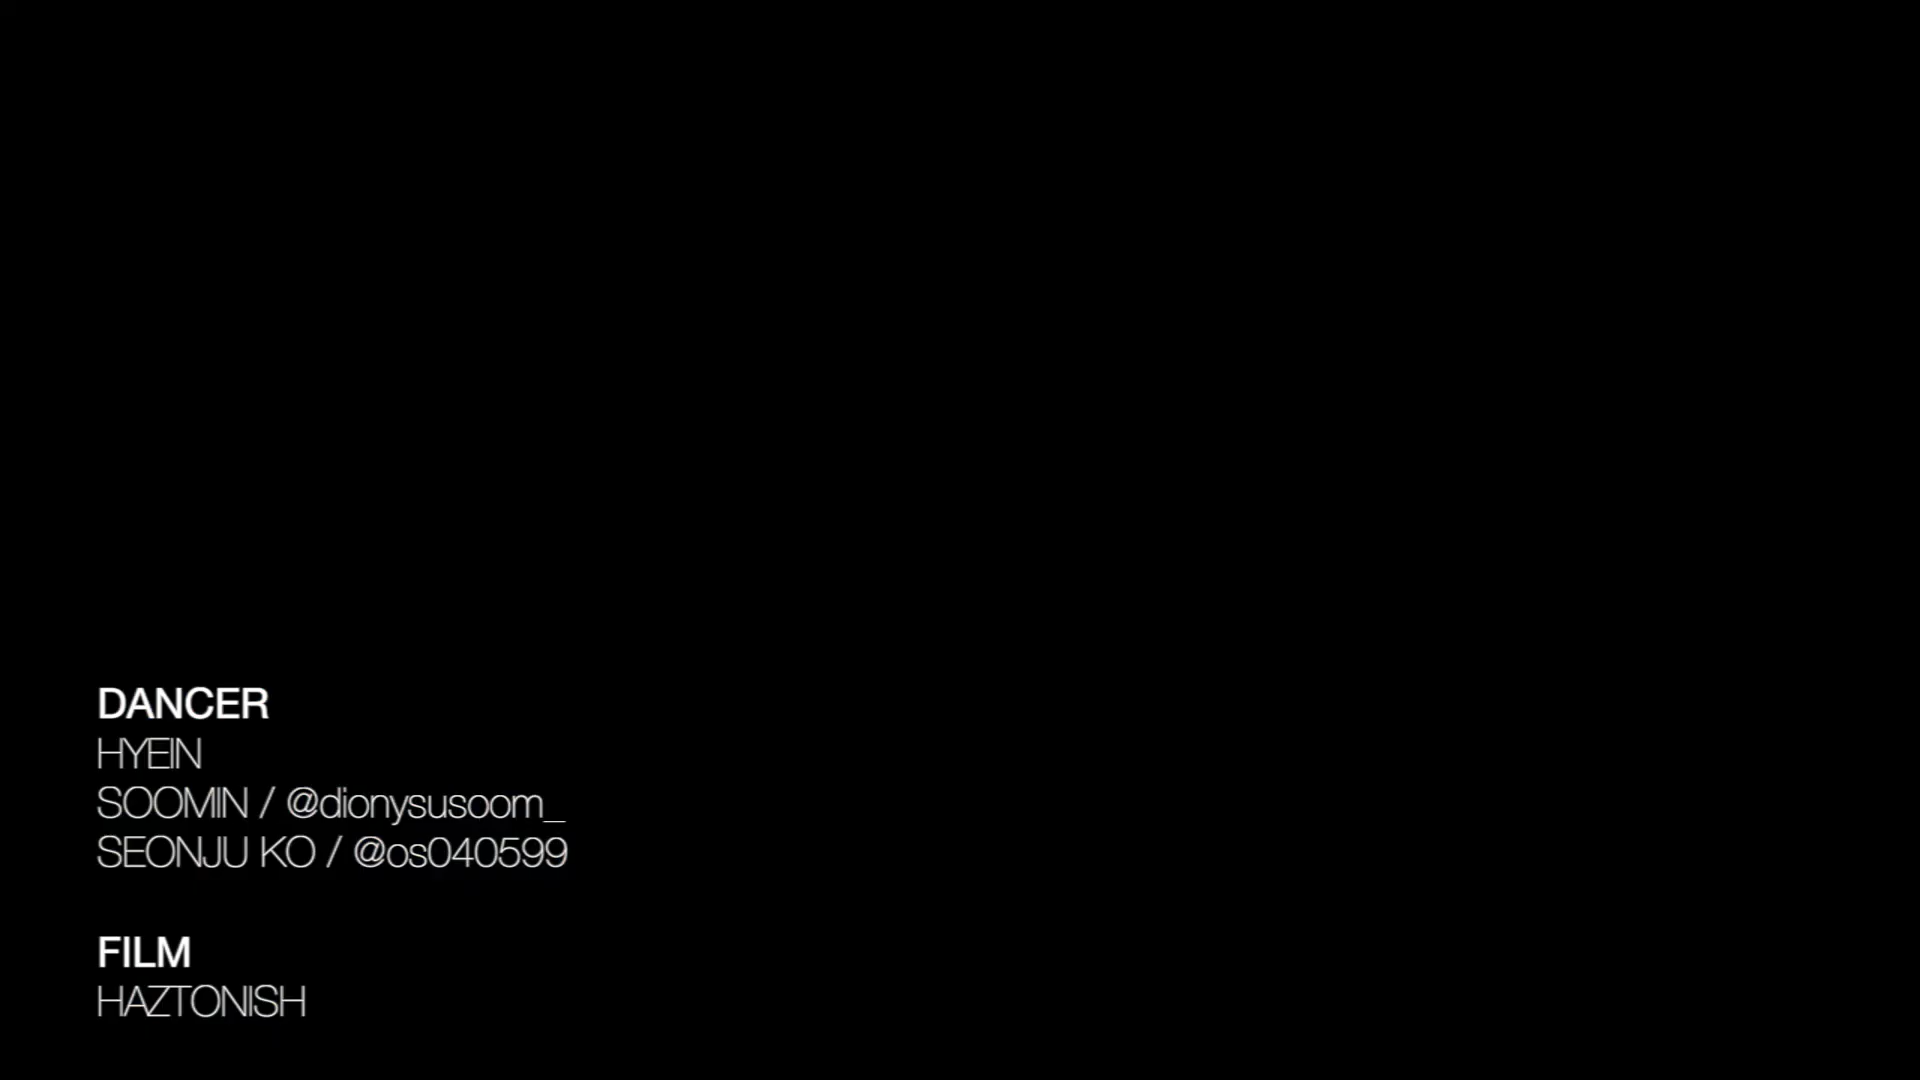 DANCER
HYEIN
SOOMIN / @dionysusoom_
SEONJU KO / @os040599
FILM
HAZTONISH